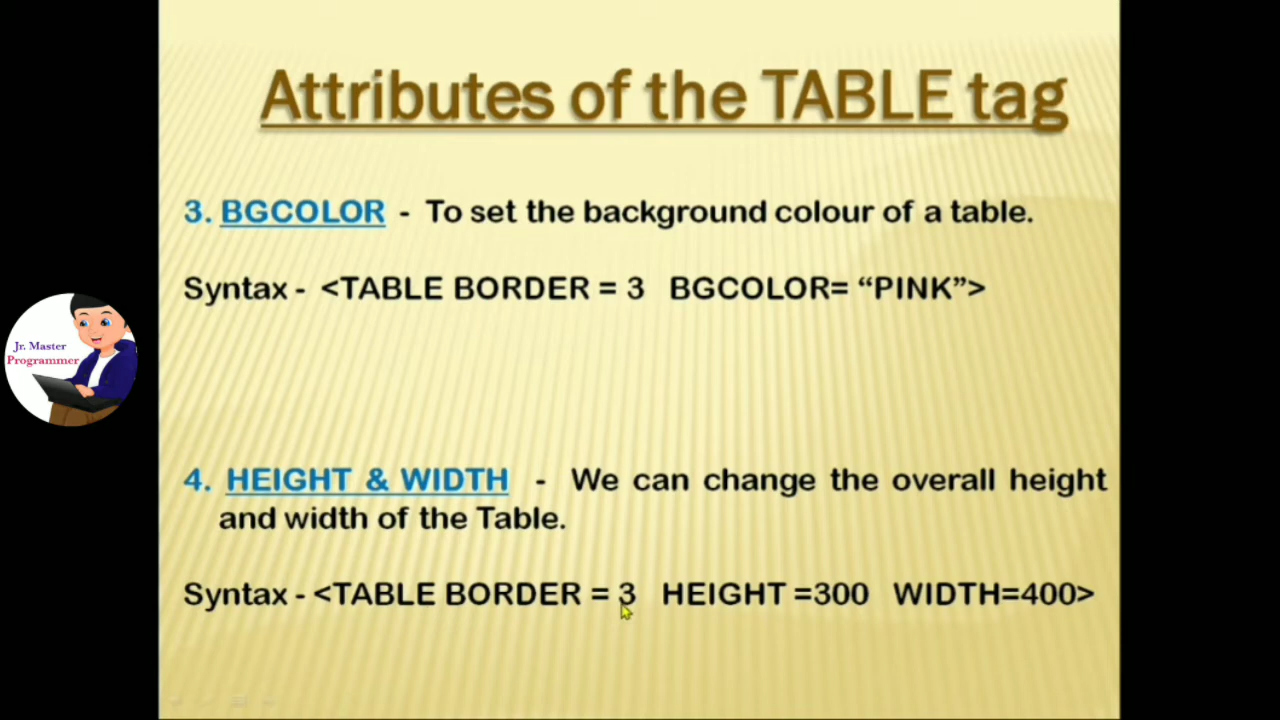 Attributes of the TABLE tag
3. BGCOLOR - To set the background colour of a table.
Syntax - <TABLE BORDER = 3 BGCOLOR= “PINK”>
Jr. Master
Programmer
4. HEIGHT & WIDTH - We can change the overall height
and width of the Table.
Syntax - <TABLE BORDER = 3 HEIGHT =300 WIDTH=400>